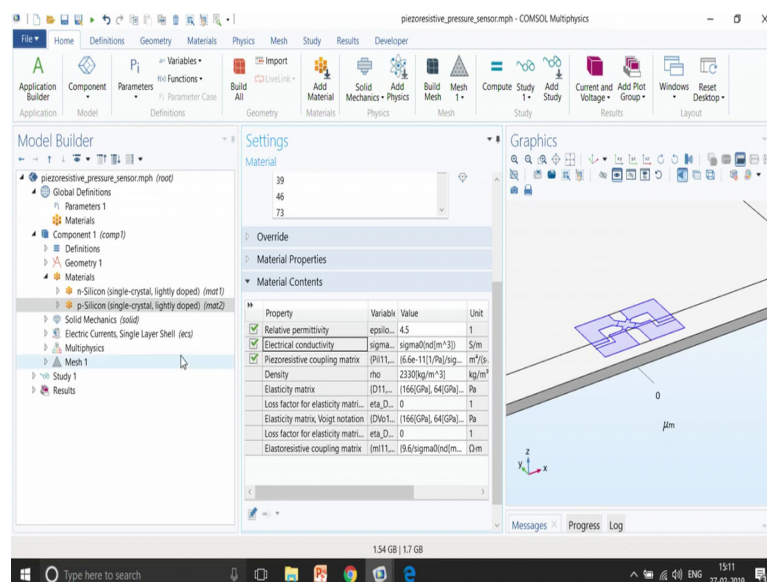 piezoresistive_pressure_sensor.mph - COMSOL Multiphysics
File Home Definitions Geometry Materials Physics Mesh Study Results Developer
Application Builder
Component 1
Parameters
a= Variables
f(x) Functions
Pi Parameter Case
Build All
Import
LiveLink
Add Material
Solid Mechanics
Add Physics
Build Mesh
Mesh 1
Compute
Study 1
Add Study
Current and Voltage
Add Plot Group
Windows
Reset Desktop
Application Model Definitions Geometry Materials Physics Mesh Study Results Layout
Model Builder
piezoresistive_pressure_sensor.mph (root)
Global Definitions
Pi Parameters 1
Materials
Component 1 (comp1)
Definitions
Geometry 1
Materials
n-Silicon (single-crystal, lightly doped) (mat1)
p-Silicon (single-crystal, lightly doped) (mat2)
Solid Mechanics (solid)
Electric Currents, Single Layer Shell (ecs)
Multiphysics
Mesh 1
Study 1
Results
Settings
Material
39
46
73
Override
Material Properties
Material Contents
Property Variable Value Unit
Relative permittivity epsilo... 4.5 1
Electrical conductivity sigma... sigma0(nd[m^3]) S/m
Piezoresistive coupling matrix {Pil11,... {6.6e-11[1/Pa]/sig... m⁴/(s·
Density rho 2330[kg/m^3] kg/m³
Elasticity matrix {D11,... {166[GPa], 64[GPa]... Pa
Loss factor for elasticity matri... eta_D... 0 1
Elasticity matrix, Voigt notation {DVo1... {166[GPa], 64[GPa]... Pa
Loss factor for elasticity matri... eta_D... 0 1
Elastoresistive coupling matrix {ml11,... {9.6/sigma0(nd[m... Ω·m
Graphics
0
µm
z
y
x
Messages Progress Log
1.54 GB | 1.7 GB
Type here to search
ENG
15:11
27-02-2019